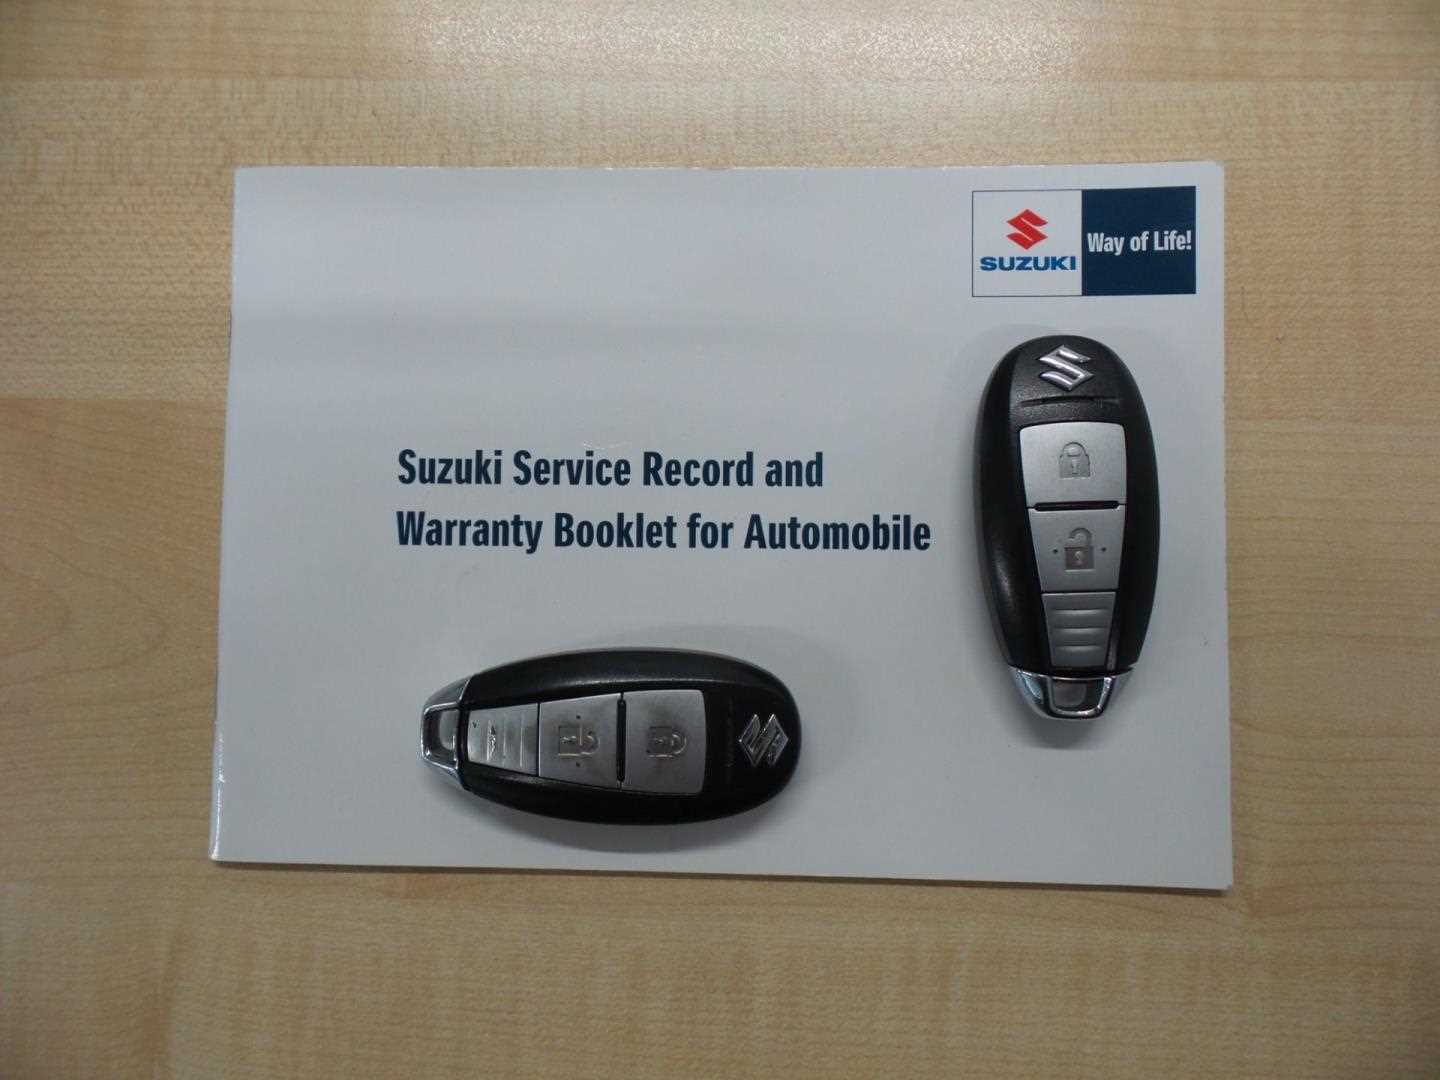 SUZUKI
Way of Life!
Suzuki Service Record and
Warranty Booklet for Automobile